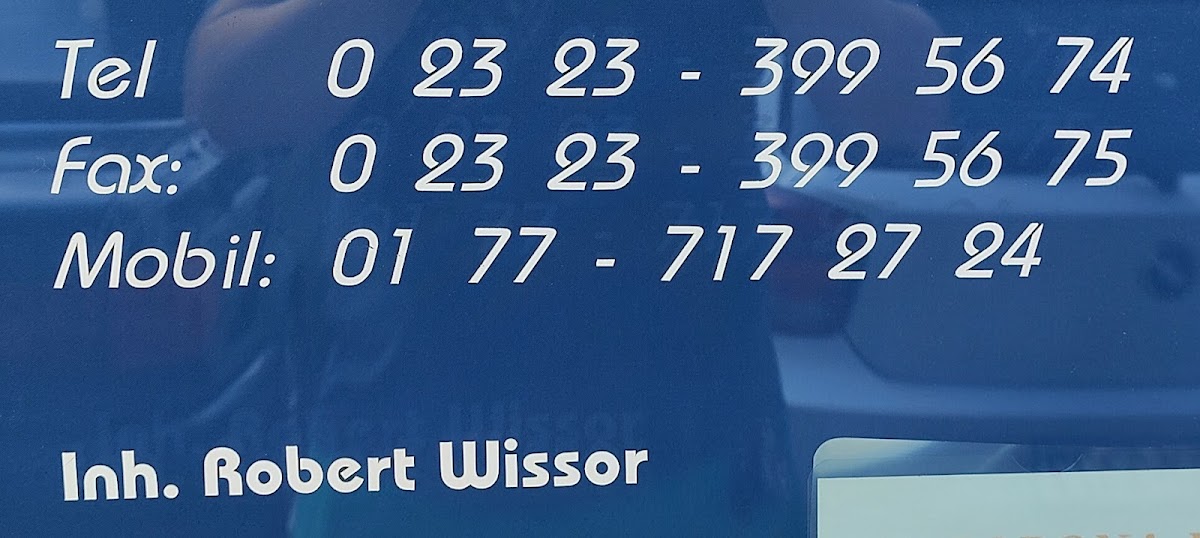 Tel 0 23 23 - 399 56 74
Fax: 0 23 23 - 399 56 75
Mobil: 01 77 - 717 27 24
Inh. Robert Wissor